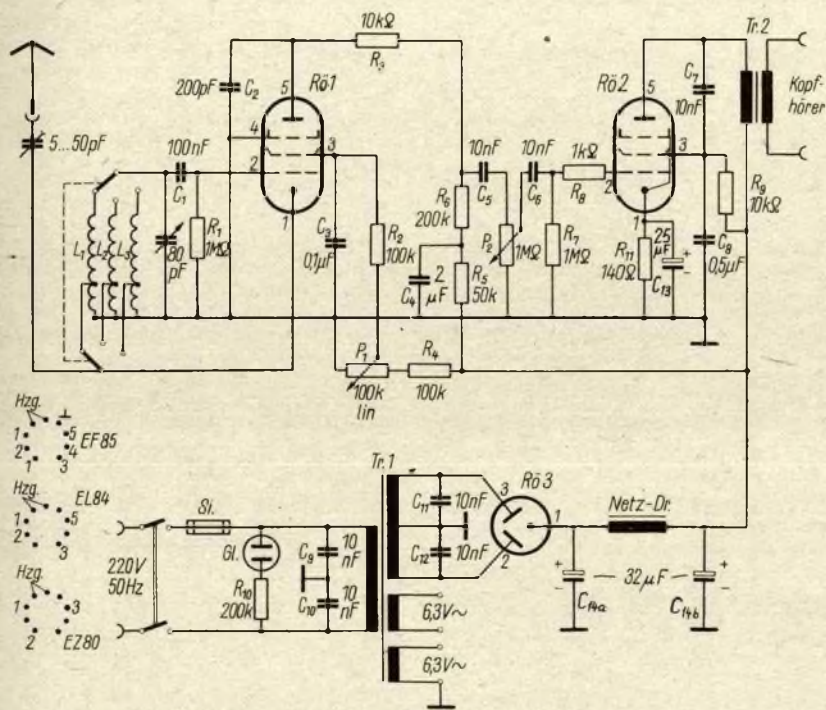 10kΩ
R3
Tr.2
200pF
C2
Rö1
5
4
3
2
1
5...50pF
100nF
C1
R1
1MΩ
80
pF
L1
L2
L3
C3
0,1µF
R2
100k
R6
200k
10nF
C5
10nF
C6
1kΩ
R8
P2
1MΩ
R7
1MΩ
C4
2
µF
R5
50k
Rö2
5
3
2
1
C7
10nF
Kopf-
hörer
R9
10kΩ
R11
140Ω
25
µF
C13
C8
0,5µF
P1
100k
lin
R4
100k
Hzg.
1
2
1
5
4
3
EF85
Hzg.
1
2
5
3
EL84
Hzg.
1
2
3
EZ80
220V
50Hz
Si.
Gl.
R10
200k
C9
10
nF
C10
10
nF
Tr.1
C11
10nF
C12
10nF
6,3V~
6,3V~
Rö3
3
2
1
Netz-Dr.
32µF
+
-
C14a
+
-
C14b